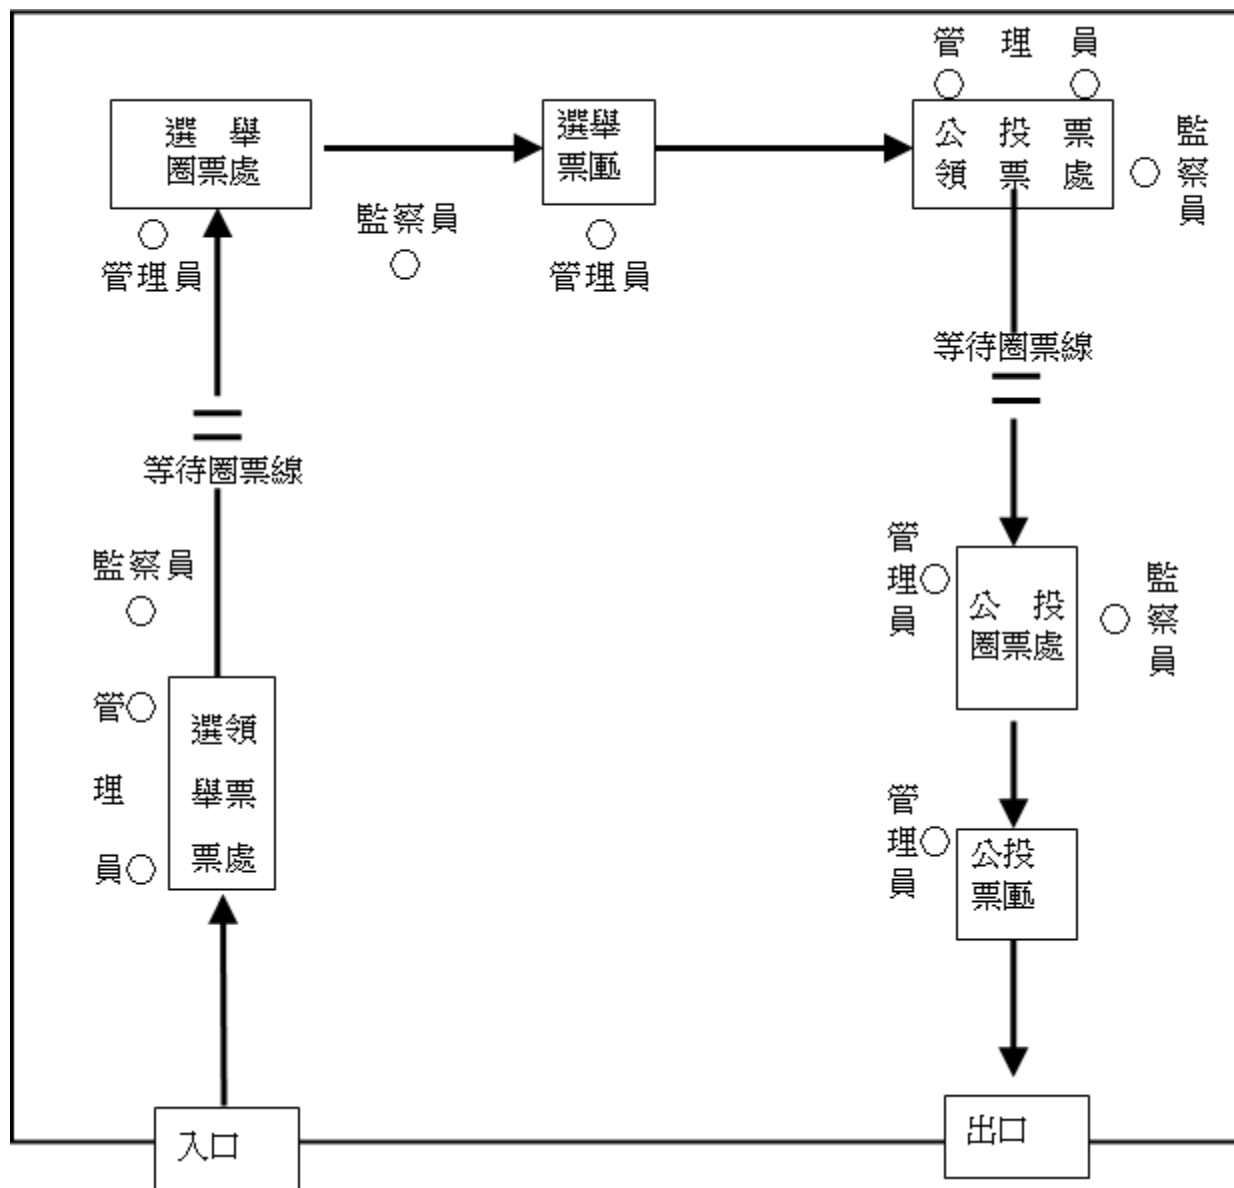 管理員
選舉
圈票處
選舉
票匭
公投票
領票處
監察員
管理員
監察員
管理員
等待圈票線
等待圈票線
監察員
管理員
公投
圈票處
監察員
管理員
選領
舉票
票處
管理員
公投
票匭
入口
出口